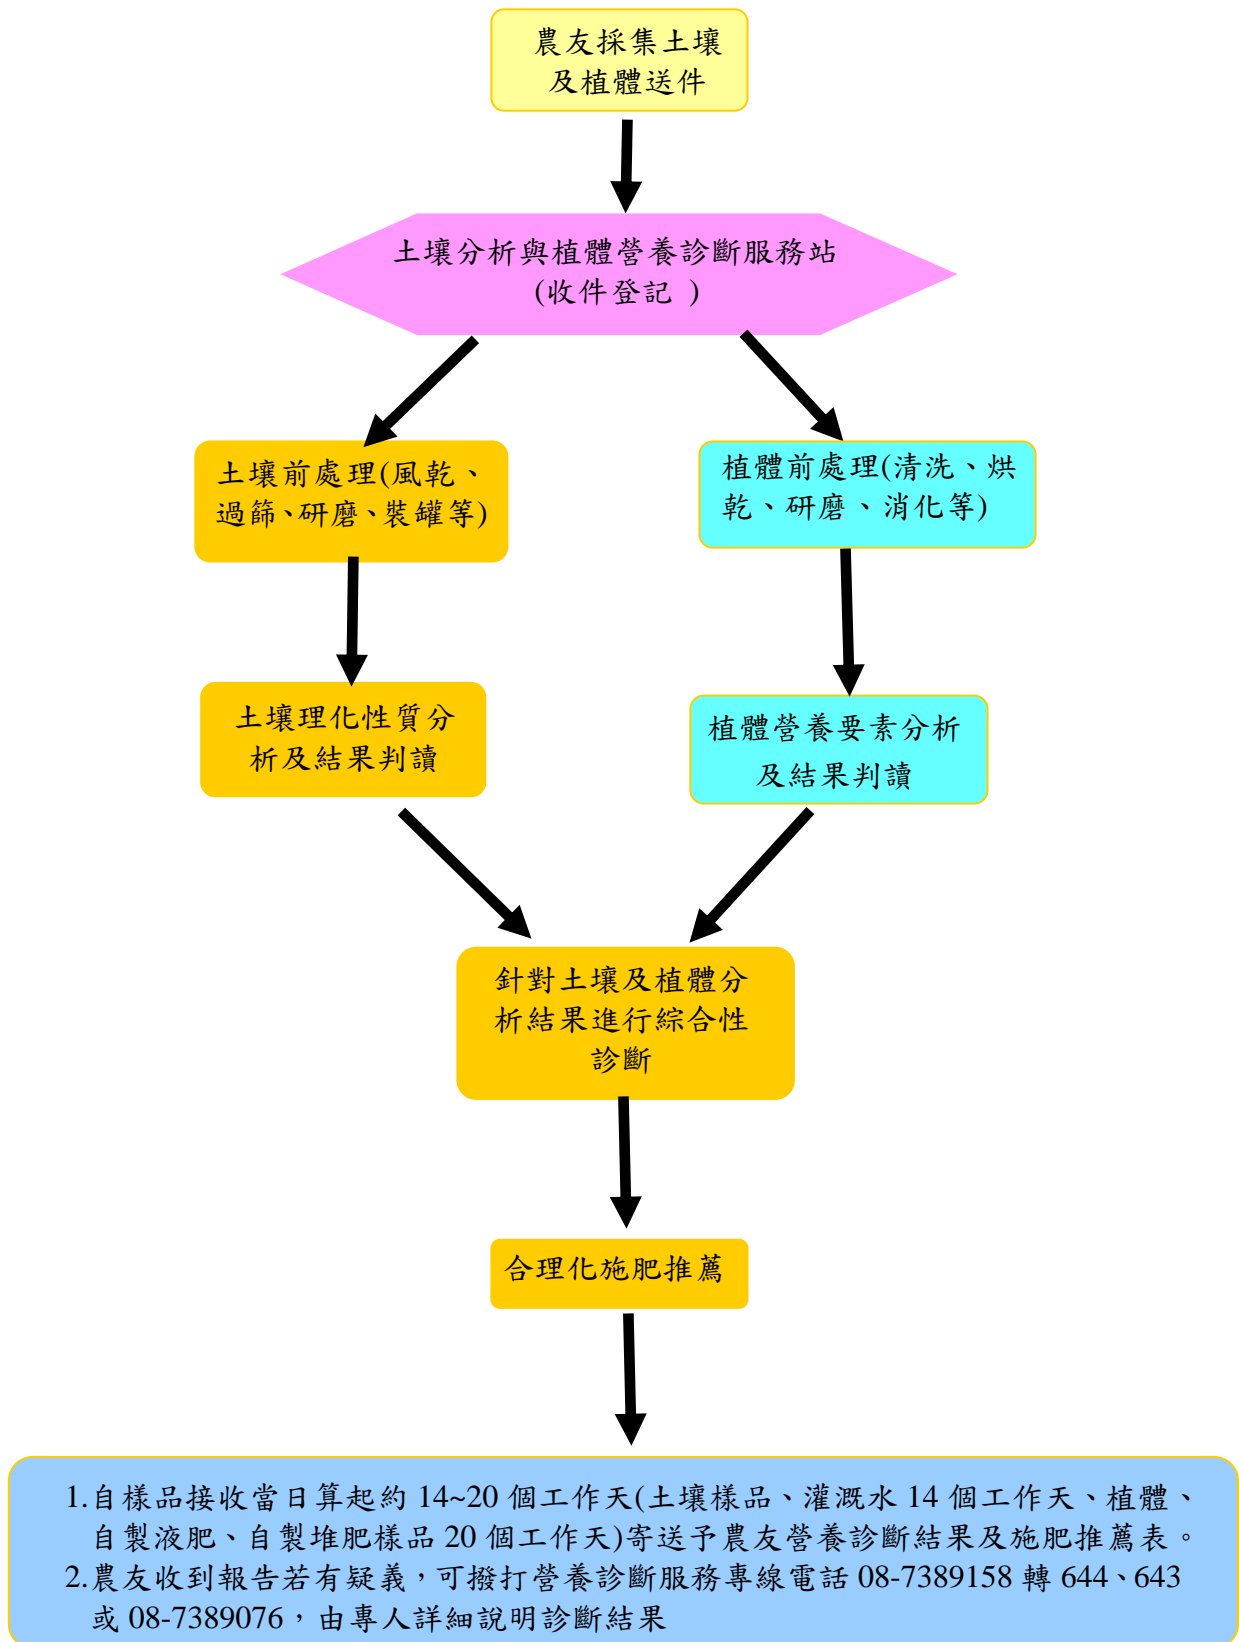 農友採集土壤
及植體送件
土壤分析與植體營養診斷服務站
(收件登記 )
土壤前處理(風乾、
過篩、研磨、裝罐等)
植體前處理(清洗、烘
乾、研磨、消化等)
土壤理化性質分
析及結果判讀
植體營養要素分析
及結果判讀
針對土壤及植體分
析結果進行綜合性
診斷
合理化施肥推薦
1.自樣品接收當日算起約 14~20 個工作天(土壤樣品、灌溉水 14 個工作天、植體、
自製液肥、自製堆肥樣品 20 個工作天)寄送予農友營養診斷結果及施肥推薦表。
2.農友收到報告若有疑義，可撥打營養診斷服務專線電話 08-7389158 轉 644、643
或 08-7389076，由專人詳細說明診斷結果